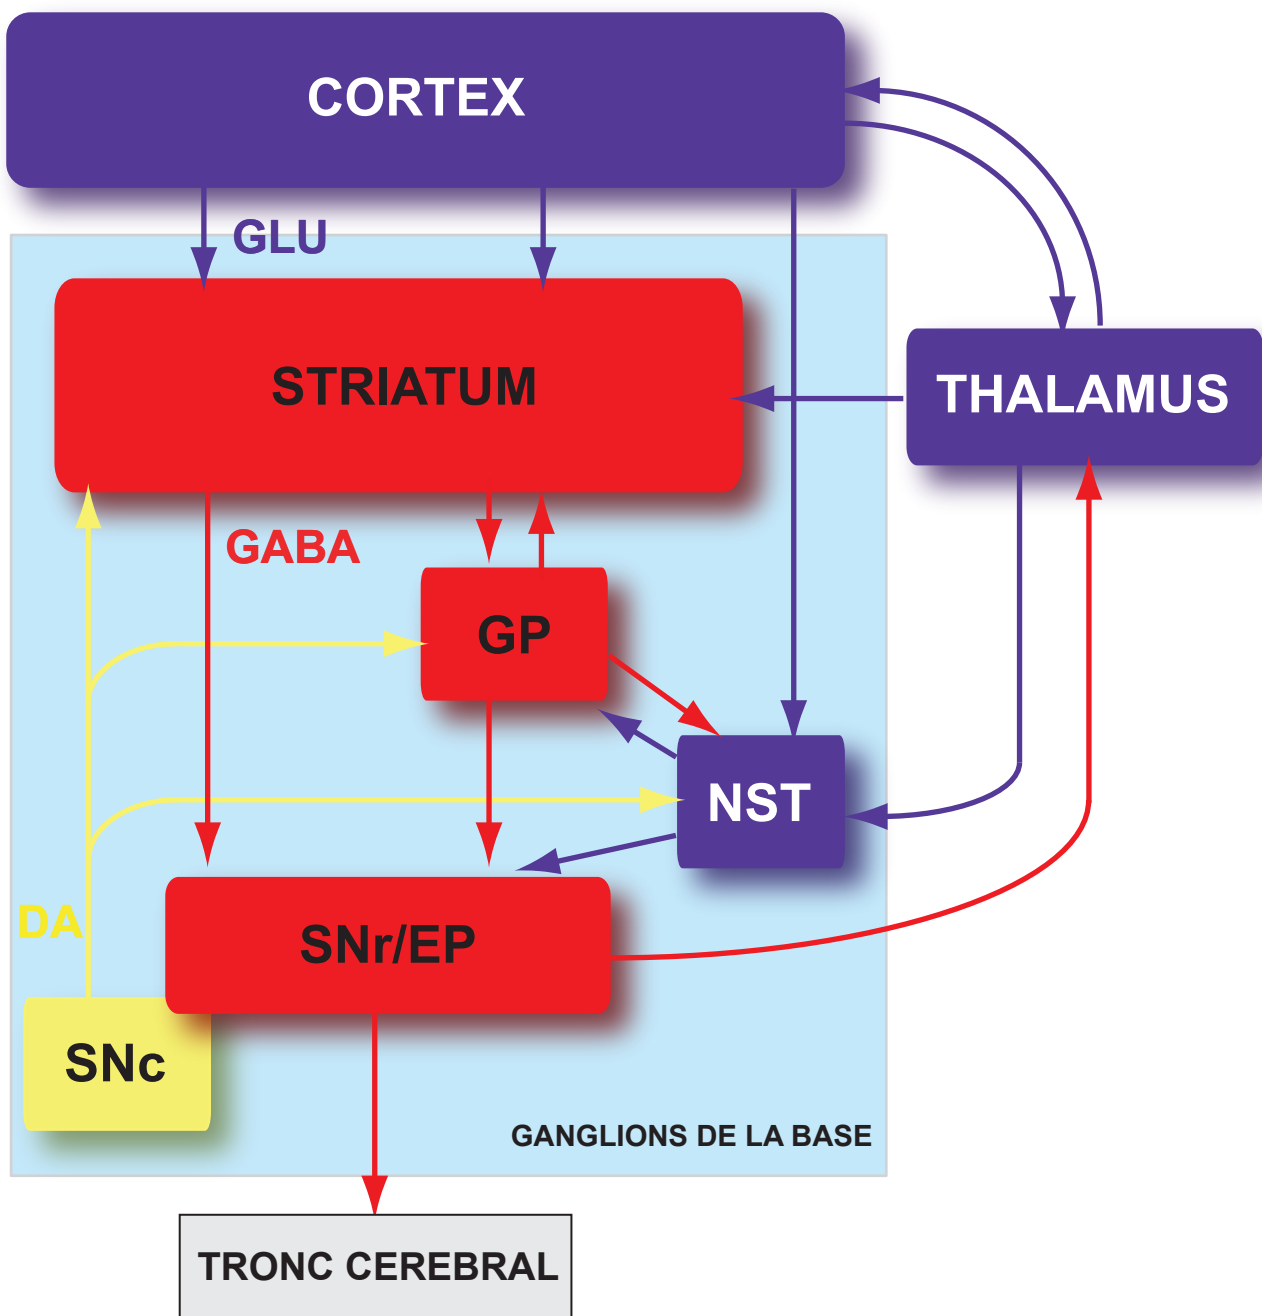 CORTEX
GLU
STRIATUM
THALAMUS
GABA
GP
NST
DA
SNr/EP
SNc
GANGLIONS DE LA BASE
TRONC CEREBRAL